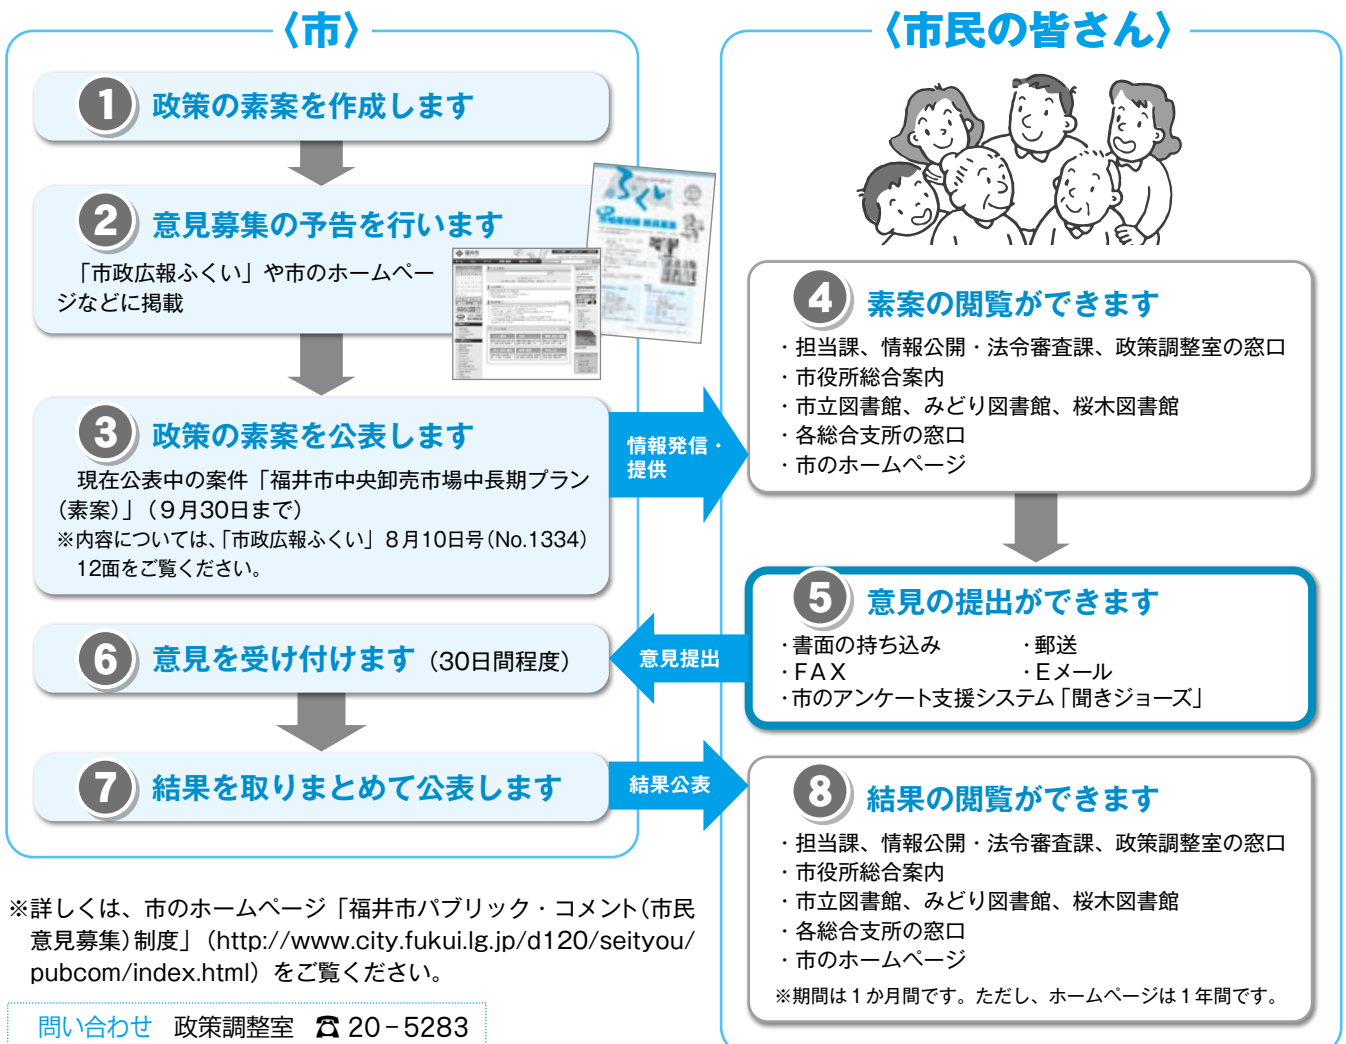 〈市〉
1 政策の素案を作成します
2 意見募集の予告を行います
「市政広報ふくい」や市のホームペー
ジなどに掲載
ふくい
3 政策の素案を公表します
現在公表中の案件「福井市中央卸売市場中長期プラン
(素案)」(9月30日まで)
※内容については、「市政広報ふくい」8月10日号(No.1334)
12面をご覧ください。
情報発信・
提供
〈市民の皆さん〉
4 素案の閲覧ができます
・担当課、情報公開・法令審査課、政策調整室の窓口
・市役所総合案内
・市立図書館、みどり図書館、桜木図書館
・各総合支所の窓口
・市のホームページ
5 意見の提出ができます
・書面の持ち込み ・郵送
・FAX ・Eメール
・市のアンケート支援システム「聞きジョーズ」
意見提出
6 意見を受け付けます(30日間程度)
7 結果を取りまとめて公表します
結果公表
8 結果の閲覧ができます
・担当課、情報公開・法令審査課、政策調整室の窓口
・市役所総合案内
・市立図書館、みどり図書館、桜木図書館
・各総合支所の窓口
・市のホームページ
※期間は1か月間です。ただし、ホームページは1年間です。
※詳しくは、市のホームページ「福井市パブリック・コメント(市民
意見募集)制度」(http://www.city.fukui.lg.jp/d120/seityou/
pubcom/index.html)をご覧ください。
問い合わせ 政策調整室 ☎20-5283